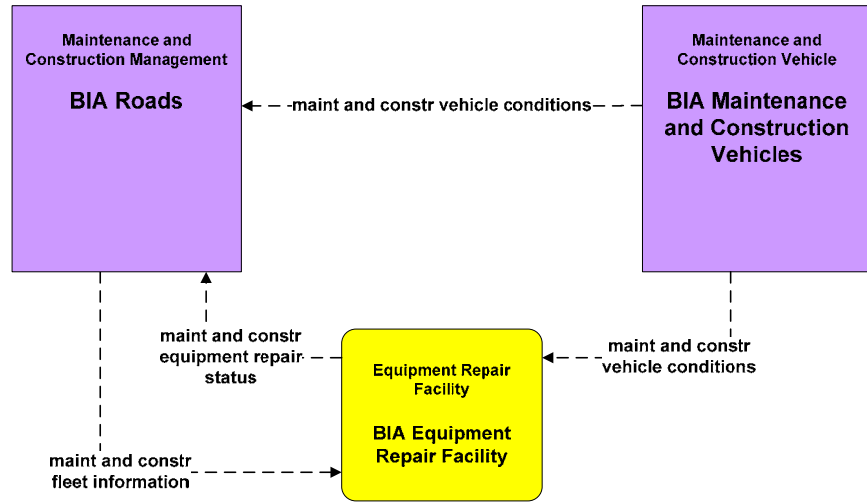 Maintenance and
Construction Management
BIA Roads
Maintenance and
Construction Vehicle
BIA Maintenance
and Construction
Vehicles
maint and constr vehicle conditions
maint and constr
equipment repair
status
maint and constr
vehicle conditions
Equipment Repair
Facility
BIA Equipment
Repair Facility
maint and constr
fleet information